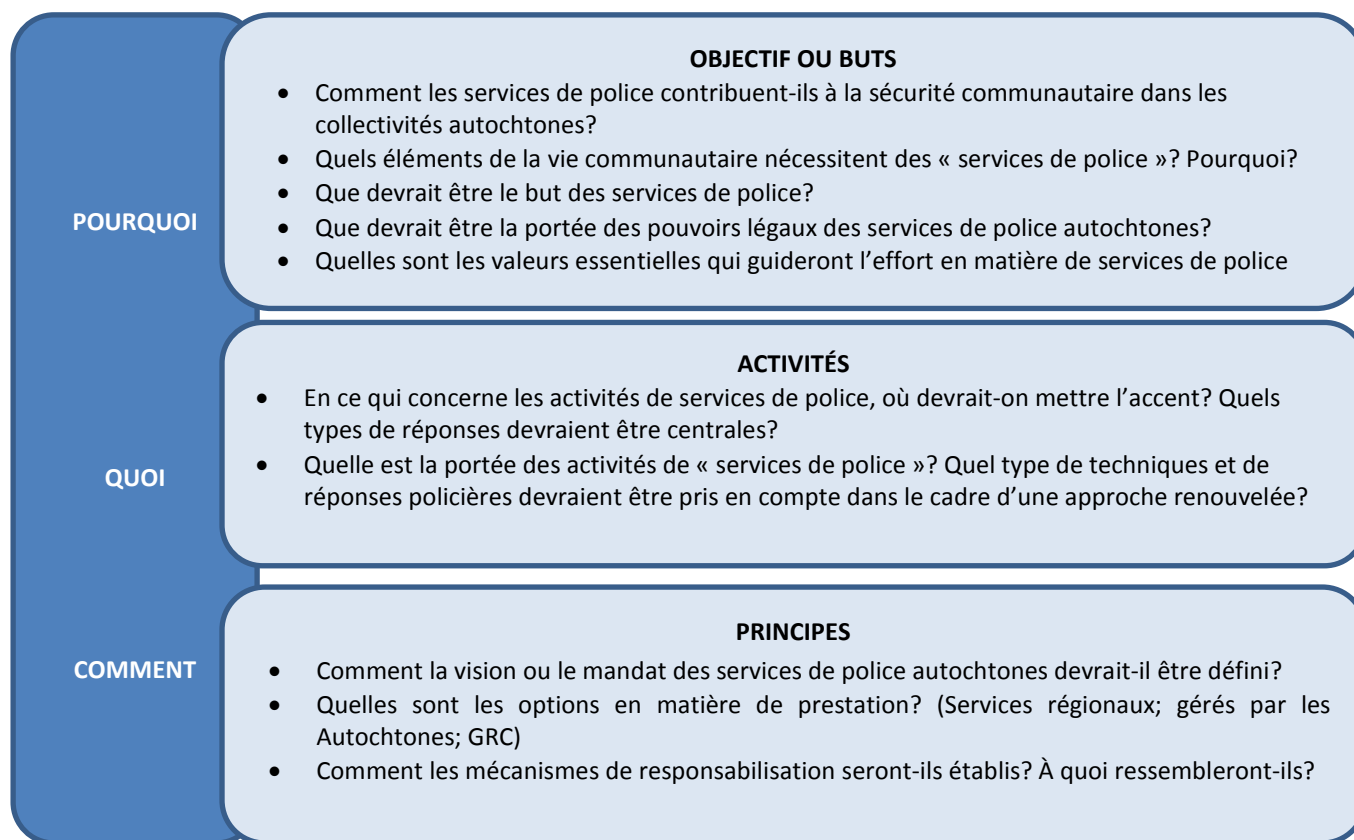 POURQUOI
OBJECTIF OU BUTS
• Comment les services de police contribuent-ils à la sécurité communautaire dans les
collectivités autochtones?
• Quels éléments de la vie communautaire nécessitent des « services de police »? Pourquoi?
• Que devrait être le but des services de police?
• Que devrait être la portée des pouvoirs légaux des services de police autochtones?
• Quelles sont les valeurs essentielles qui guideront l’effort en matière de services de police
QUOI
ACTIVITÉS
• En ce qui concerne les activités de services de police, où devrait-on mettre l’accent? Quels
types de réponses devraient être centrales?
• Quelle est la portée des activités de « services de police »? Quel type de techniques et de
réponses policières devraient être pris en compte dans le cadre d’une approche renouvelée?
COMMENT
PRINCIPES
• Comment la vision ou le mandat des services de police autochtones devrait-il être défini?
• Quelles sont les options en matière de prestation? (Services régionaux; gérés par les
Autochtones; GRC)
• Comment les mécanismes de responsabilisation seront-ils établis? À quoi ressembleront-ils?